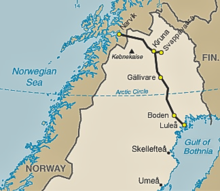 Narvik
Kiruna
Svappavaara
Kebnekaise
FIN.
Norwegian
Sea
Gällivare
Arctic Circle
Boden
Luleå
Gulf of
Bothnia
Skellefteå
NORWAY
Umeå